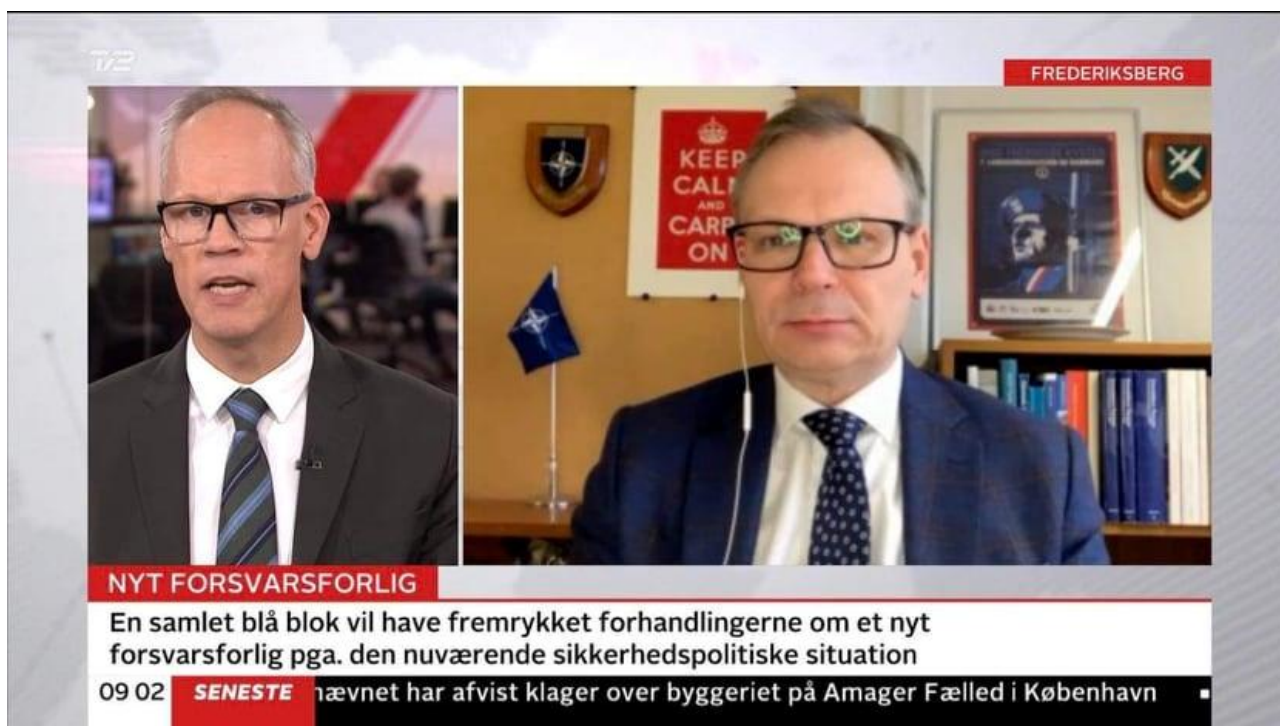 TV2
FREDERIKSBERG
KEEP
CALM
AND
CARRY
ON
NYT FORSVARSFORLIG
En samlet blå blok vil have fremrykket forhandlingerne om et nyt
forsvarsforlig pga. den nuværende sikkerhedspolitiske situation
09 02 SENESTE nævnet har afvist klager over byggeriet på Amager Fælled i København